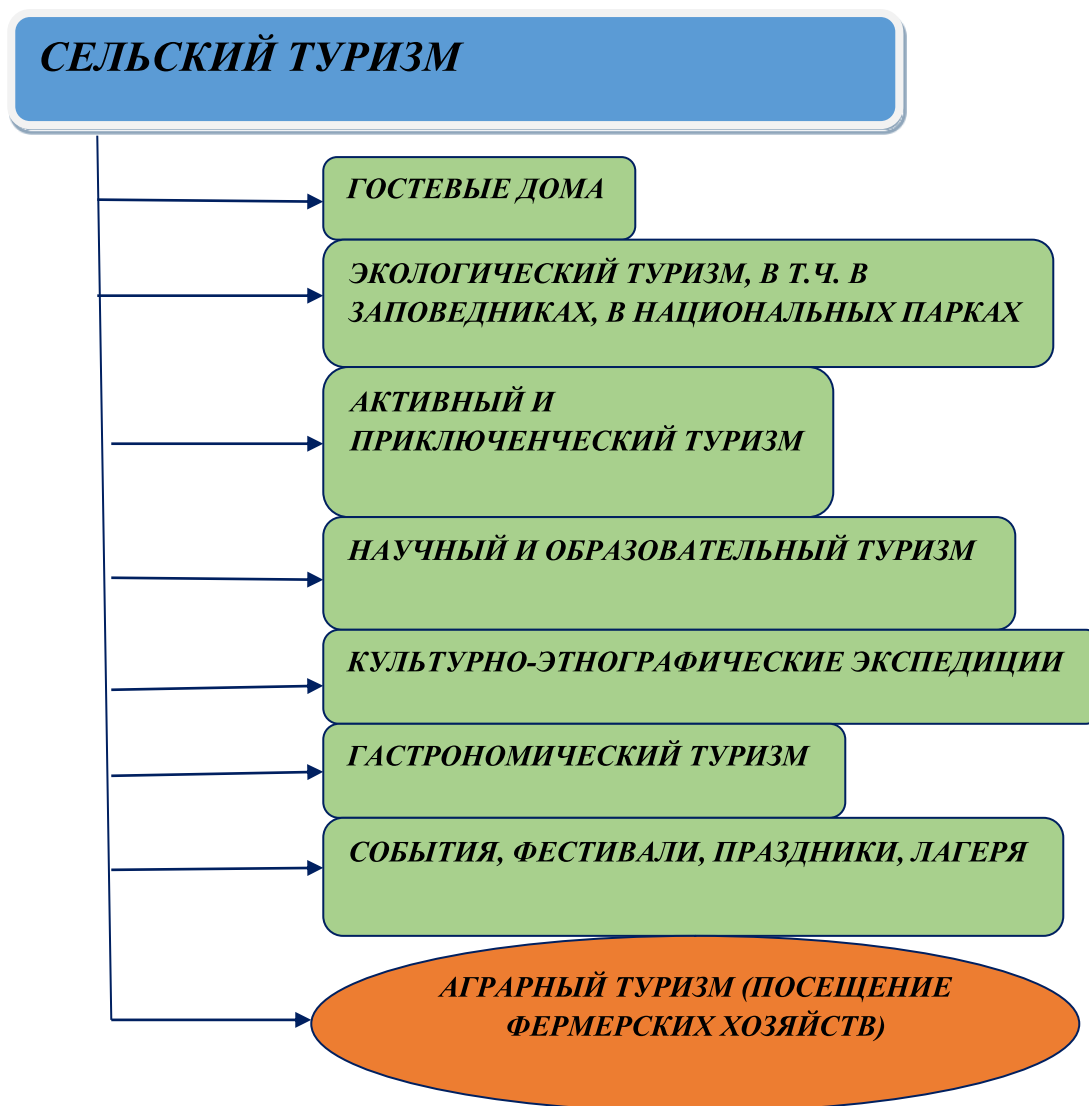 СЕЛЬСКИЙ ТУРИЗМ
ГОСТЕВЫЕ ДОМА
ЭКОЛОГИЧЕСКИЙ ТУРИЗМ, В Т.Ч. В
ЗАПОВЕДНИКАХ, В НАЦИОНАЛЬНЫХ ПАРКАХ
АКТИВНЫЙ И
ПРИКЛЮЧЕНЧЕСКИЙ ТУРИЗМ
НАУЧНЫЙ И ОБРАЗОВАТЕЛЬНЫЙ ТУРИЗМ
КУЛЬТУРНО-ЭТНОГРАФИЧЕСКИЕ ЭКСПЕДИЦИИ
ГАСТРОНОМИЧЕСКИЙ ТУРИЗМ
СОБЫТИЯ, ФЕСТИВАЛИ, ПРАЗДНИКИ, ЛАГЕРЯ
АГРАРНЫЙ ТУРИЗМ (ПОСЕЩЕНИЕ
ФЕРМЕРСКИХ ХОЗЯЙСТВ)